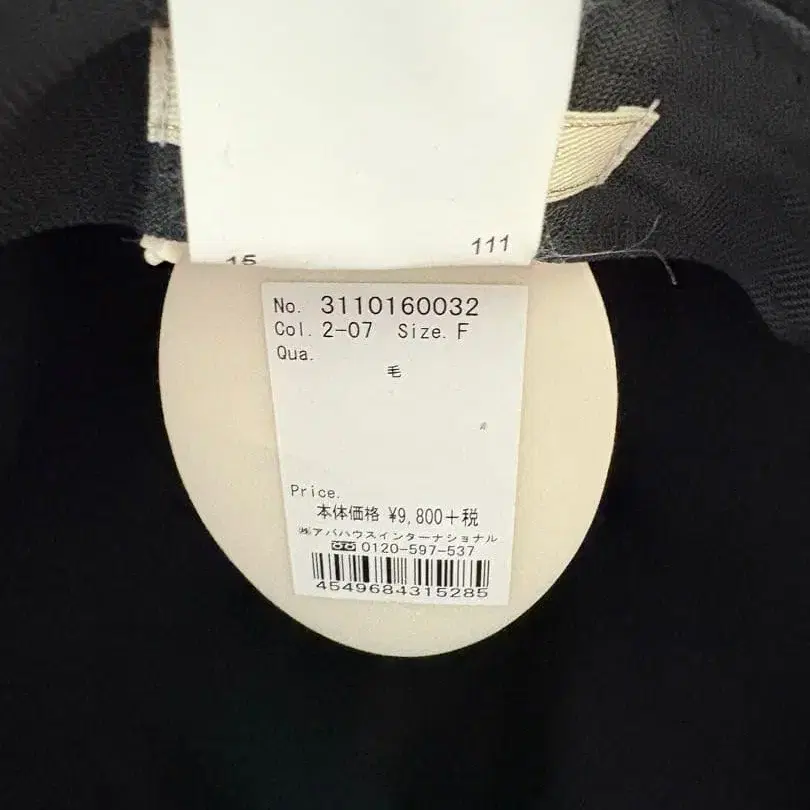 15 111
No. 3110160032
Col. 2-07 Size. F
Qua.
毛
Price.
本体価格 ¥9,800+税
㈱アバハウスインターナショナル
0120-597-537
4549684315285